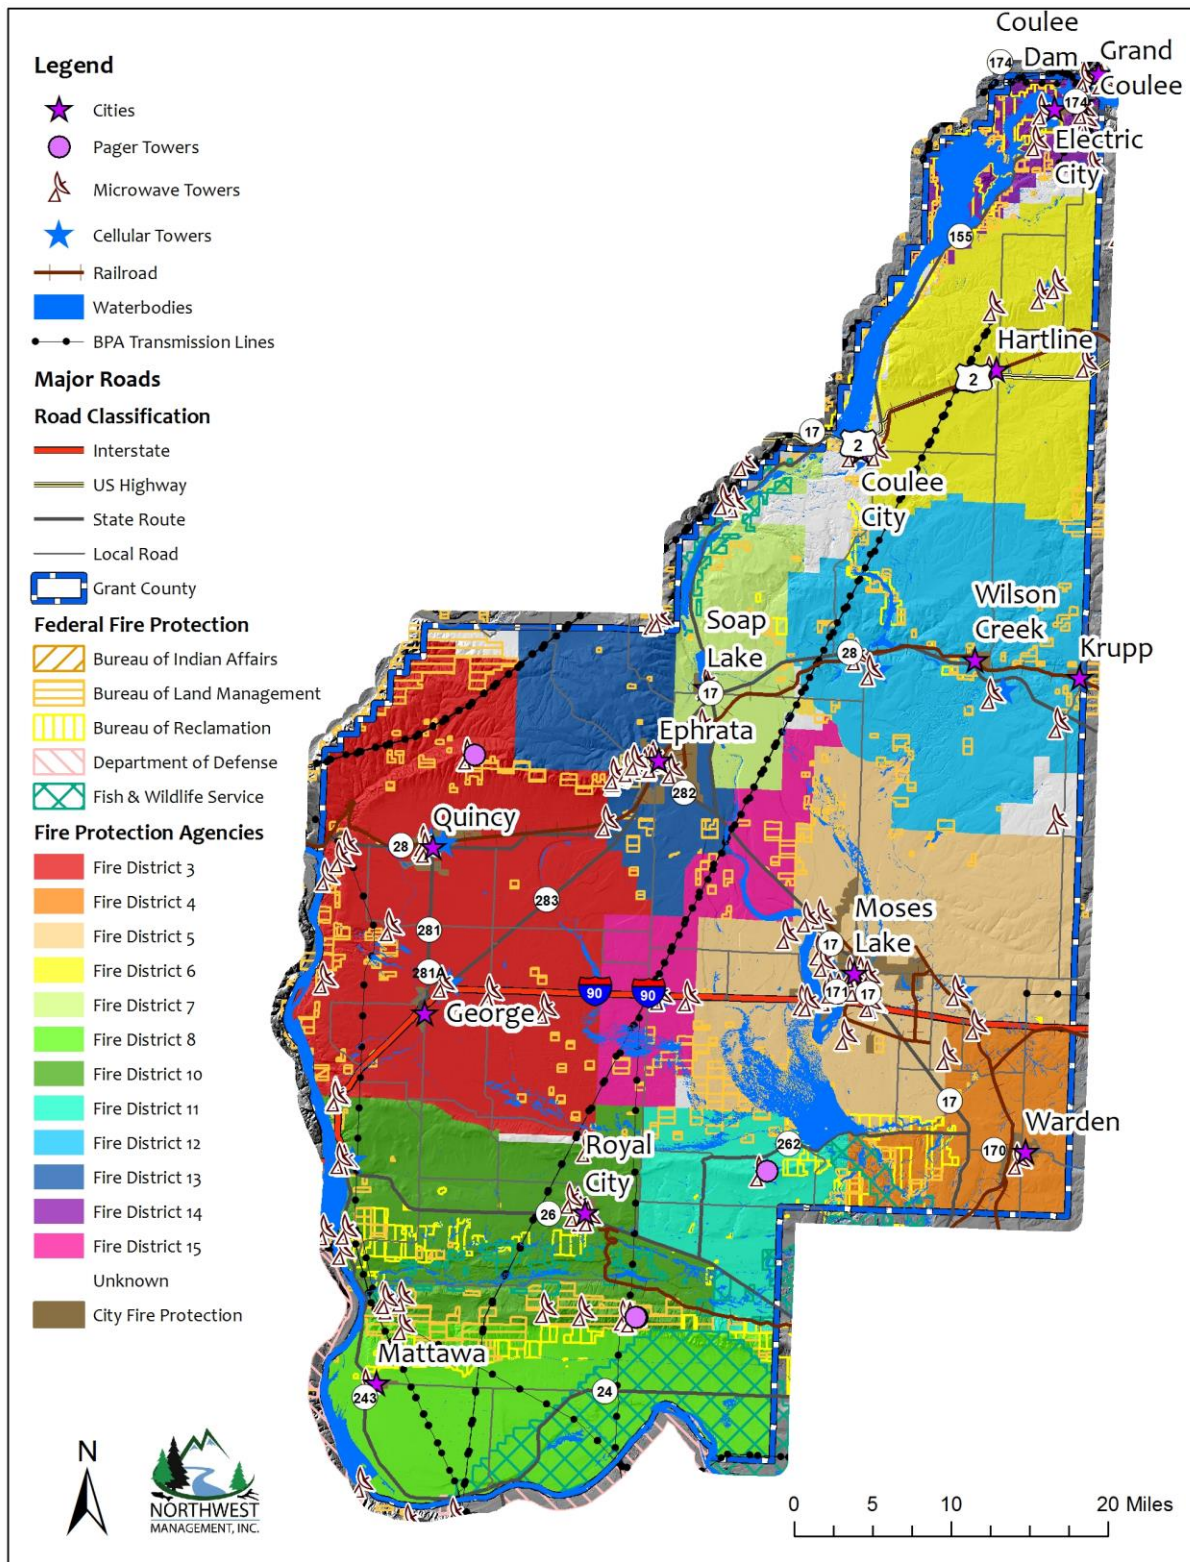 Legend
Cities
Pager Towers
Microwave Towers
Cellular Towers
Railroad
Waterbodies
BPA Transmission Lines
Major Roads
Road Classification
Interstate
US Highway
State Route
Local Road
Grant County
Federal Fire Protection
Bureau of Indian Affairs
Bureau of Land Management
Bureau of Reclamation
Department of Defense
Fish & Wildlife Service
Fire Protection Agencies
Fire District 3
Fire District 4
Fire District 5
Fire District 6
Fire District 7
Fire District 8
Fire District 10
Fire District 11
Fire District 12
Fire District 13
Fire District 14
Fire District 15
Unknown
City Fire Protection
N
NORTHWEST
MANAGEMENT, INC.
Coulee
Dam
174
Grand
Coulee
174
Electric
City
155
Hartline
2
17
2
Coulee
City
Wilson
Creek
Krupp
Soap
Lake
28
17
Ephrata
282
Quincy
28
283
281
281A
George
90
90
Moses
Lake
17
171
17
17
Warden
170
262
Royal
City
26
Mattawa
243
24
0 5 10 20 Miles